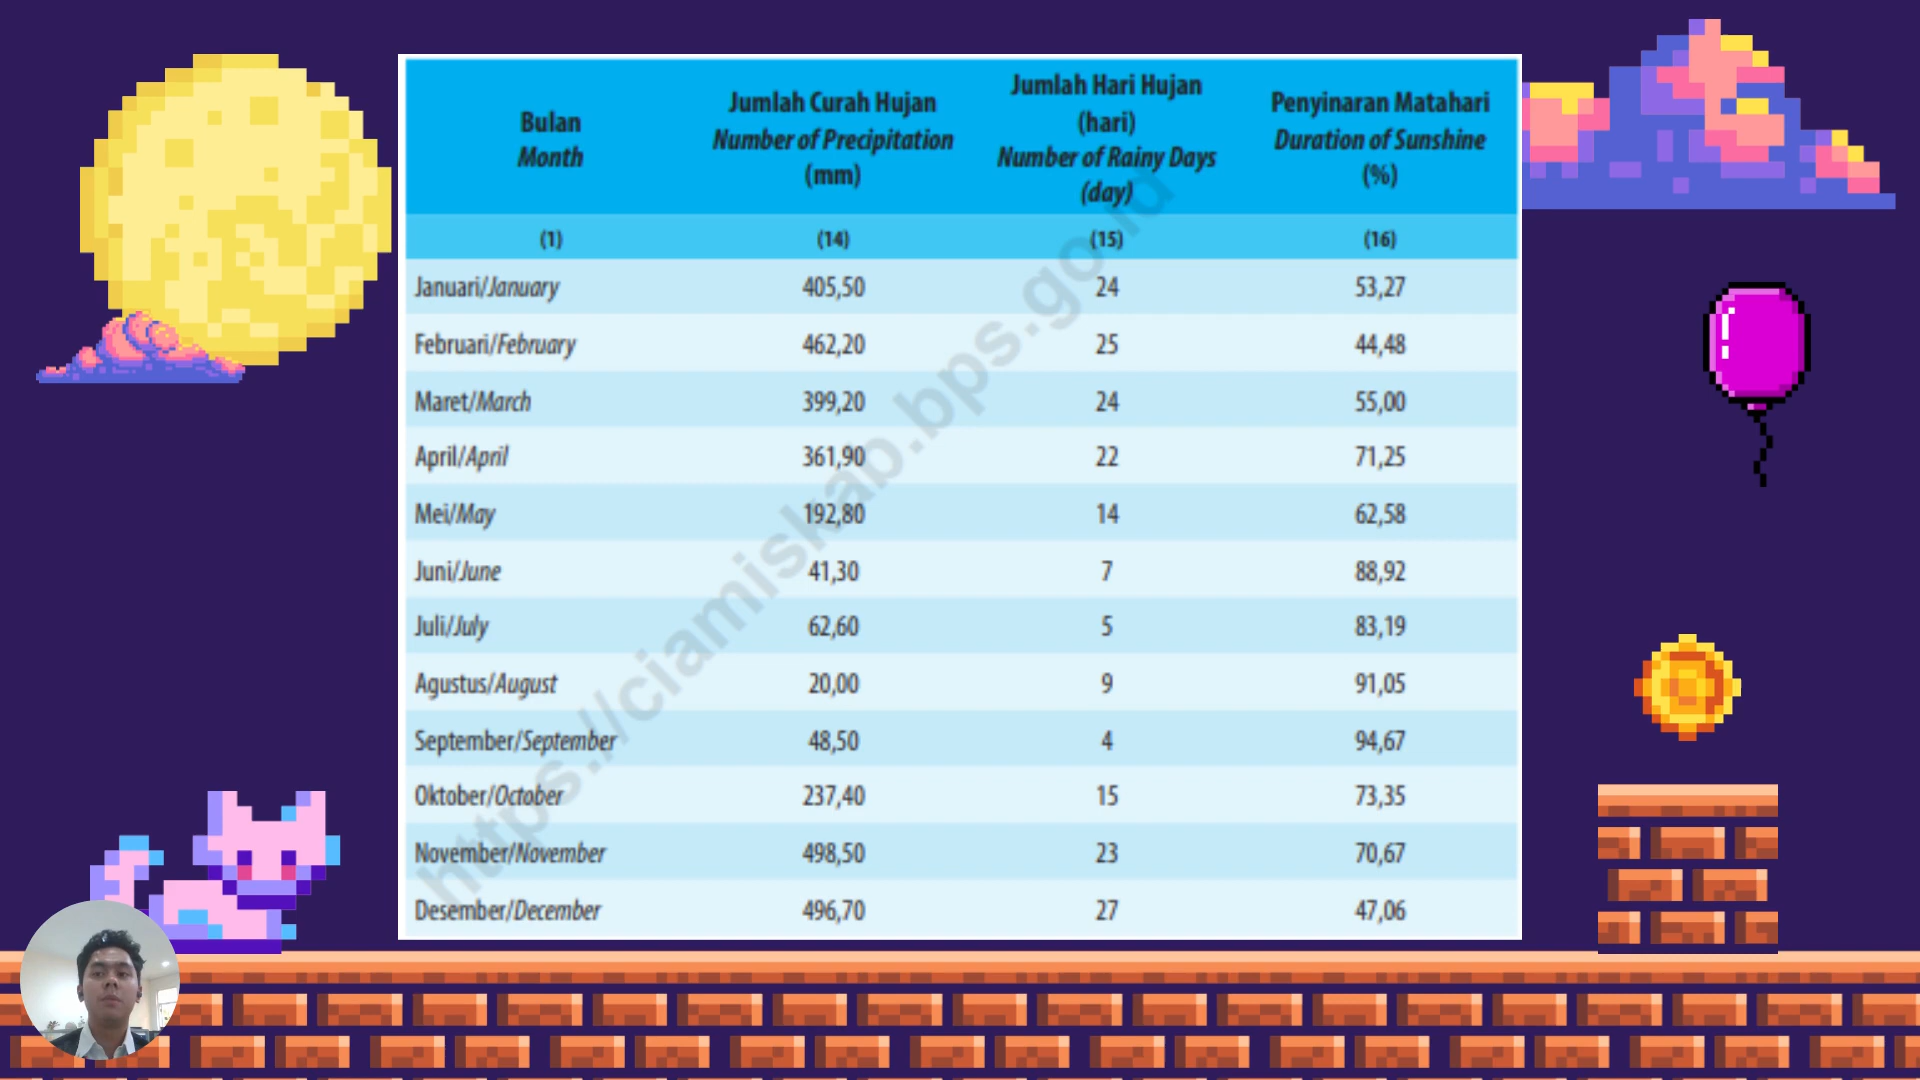 Bulan
Month
Jumlah Curah Hujan
Number of Precipitation
(mm)
Jumlah Hari Hujan
(hari)
Number of Rainy Days
(day)
Penyinaran Matahari
Duration of Sunshine
(%)
(1) (14) (15) (16)
Januari/January 405,50 24 53,27
Februari/February 462,20 25 44,48
Maret/March 399,20 24 55,00
April/April 361,90 22 71,25
Mei/May 192,80 14 62,58
Juni/June 41,30 7 88,92
Juli/July 62,60 5 83,19
Agustus/August 20,00 9 91,05
September/September 48,50 4 94,67
Oktober/October 237,40 15 73,35
November/November 498,50 23 70,67
Desember/December 496,70 27 47,06
https://ciamiskab.bps.go.id